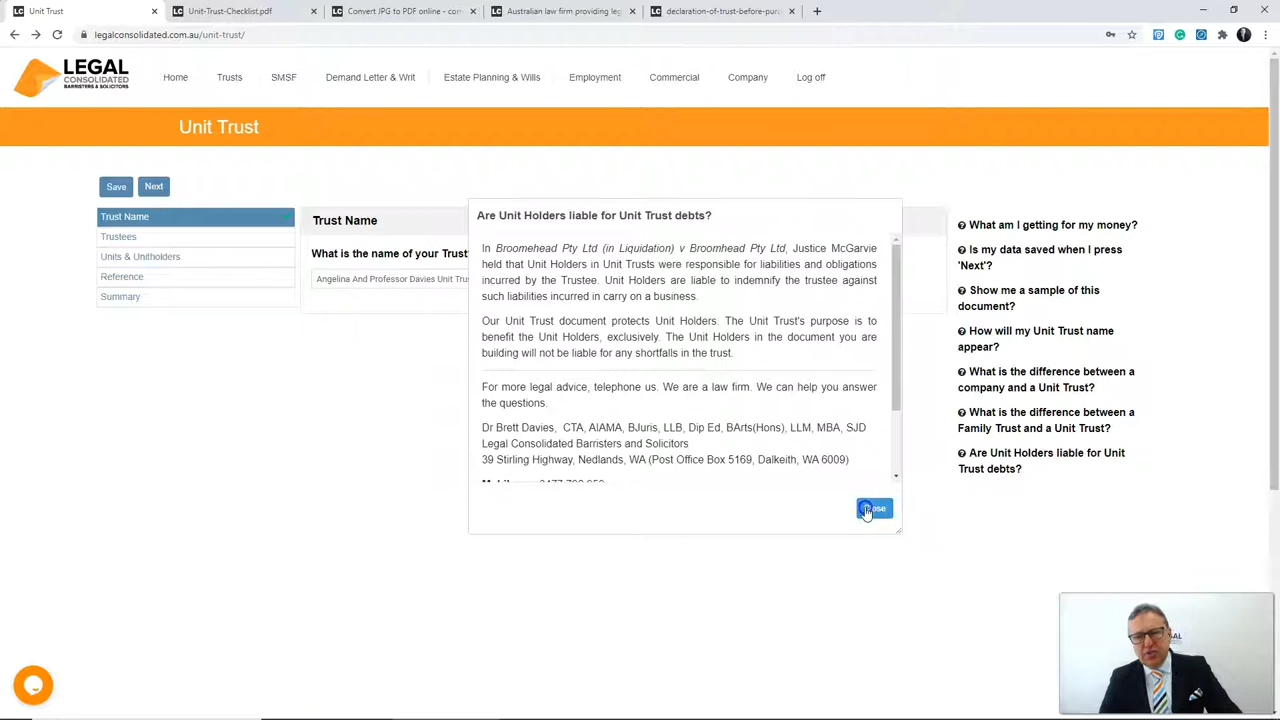 Unit Trust
Unit-Trust-Checklist.pdf
Convert JPG to PDF online - con
Australian law firm providing leg
declaration-of-trust-before-purc
legalconsolidated.com.au/unit-trust/
LEGAL
CONSOLIDATED
BARRISTERS & SOLICITORS
Home
Trusts
SMSF
Demand Letter & Writ
Estate Planning & Wills
Employment
Commercial
Company
Log off
Unit Trust
Save
Next
Trust Name
Trustees
Units & Unitholders
Reference
Summary
Trust Name
What is the name of your Trust
Angelina And Professor Davies Unit Trus
Are Unit Holders liable for Unit Trust debts?
In Broomehead Pty Ltd (in Liquidation) v Broomhead Pty Ltd, Justice McGarvie
held that Unit Holders in Unit Trusts were responsible for liabilities and obligations
incurred by the Trustee. Unit Holders are liable to indemnify the trustee against
such liabilities incurred in carry on a business.
Our Unit Trust document protects Unit Holders. The Unit Trust's purpose is to
benefit the Unit Holders, exclusively. The Unit Holders in the document you are
building will not be liable for any shortfalls in the trust.
For more legal advice, telephone us. We are a law firm. We can help you answer
the questions.
Dr Brett Davies, CTA, AIAMA, BJuris, LLB, Dip Ed, BArts(Hons), LLM, MBA, SJD
Legal Consolidated Barristers and Solicitors
39 Stirling Highway, Nedlands, WA (Post Office Box 5169, Dalkeith, WA 6009)
What am I getting for my money?
Is my data saved when I press
'Next'?
Show me a sample of this
document?
How will my Unit Trust name
appear?
What is the difference between a
company and a Unit Trust?
What is the difference between a
Family Trust and a Unit Trust?
Are Unit Holders liable for Unit
Trust debts?